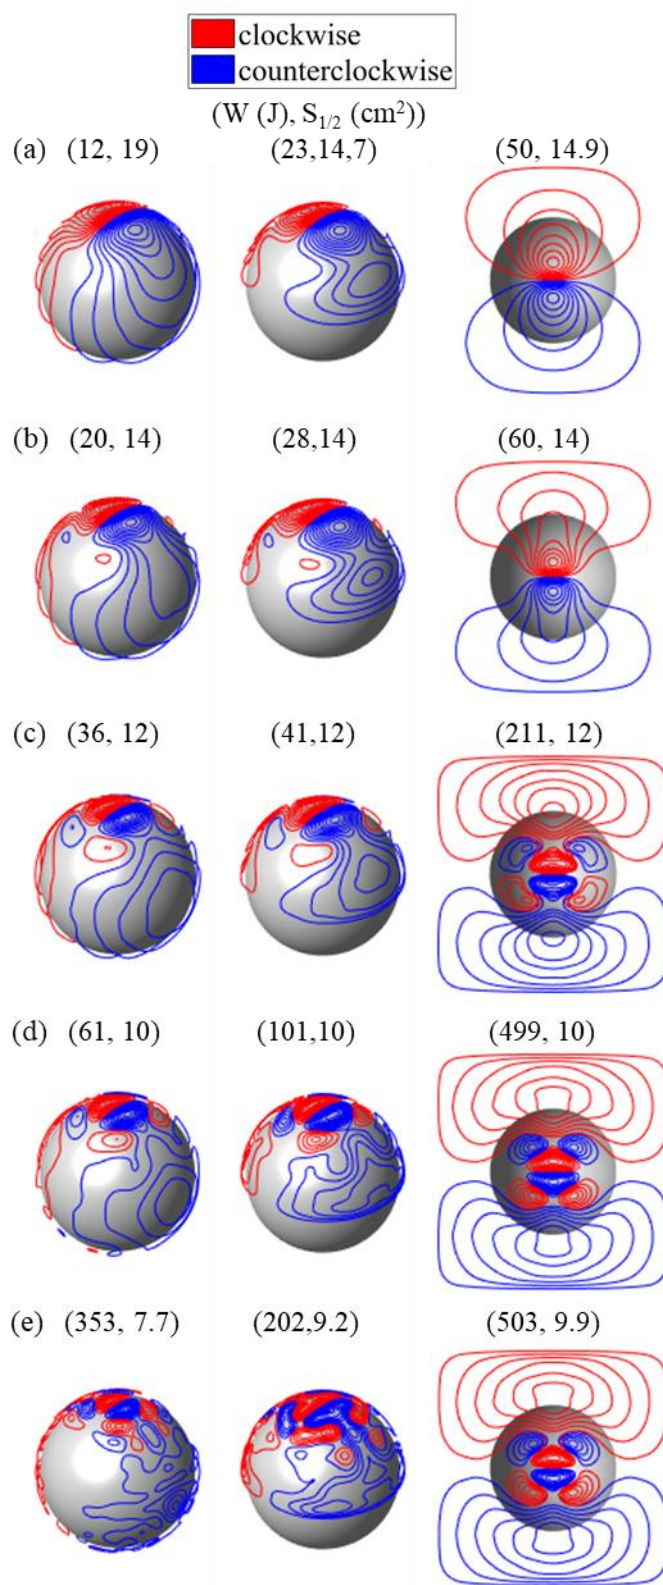 clockwise
counterclockwise
(W (J), S1/2 (cm²))
(a) (12, 19) (23,14,7) (50, 14.9)
(b) (20, 14) (28,14) (60, 14)
(c) (36, 12) (41,12) (211, 12)
(d) (61, 10) (101,10) (499, 10)
(e) (353, 7.7) (202,9.2) (503, 9.9)